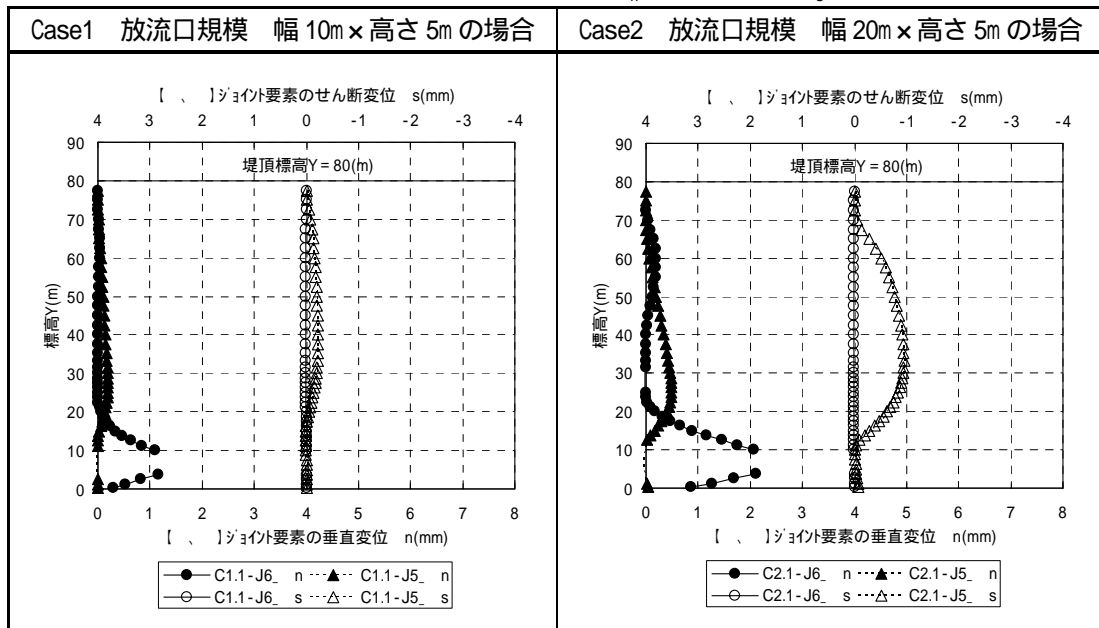 Case1 放流口規模 幅 10m×高さ 5m の場合
【 、 】ジョイント要素のせん断変位 s(mm)
4 3 2 1 0 -1 -2 -3 -4
堤頂標高Y = 80(m)
標高Y(m)
90
80
70
60
50
40
30
20
10
0
0 1 2 3 4 5 6 7 8
【 、 】ジョイント要素の垂直変位 n(mm)
C1.1-J6_ n C1.1-J5_ n
C1.1-J6_ s C1.1-J5_ s
Case2 放流口規模 幅 20m×高さ 5m の場合
【 、 】ジョイント要素のせん断変位 s(mm)
4 3 2 1 0 -1 -2 -3 -4
堤頂標高Y = 80(m)
標高Y(m)
90
80
70
60
50
40
30
20
10
0
0 1 2 3 4 5 6 7 8
【 、 】ジョイント要素の垂直変位 n(mm)
C2.1-J6_ n C2.1-J5_ n
C2.1-J6_ s C2.1-J5_ s